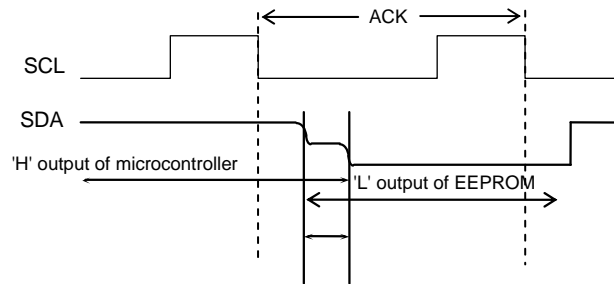 ACK
SCL
SDA
'H' output of microcontroller
'L' output of EEPROM